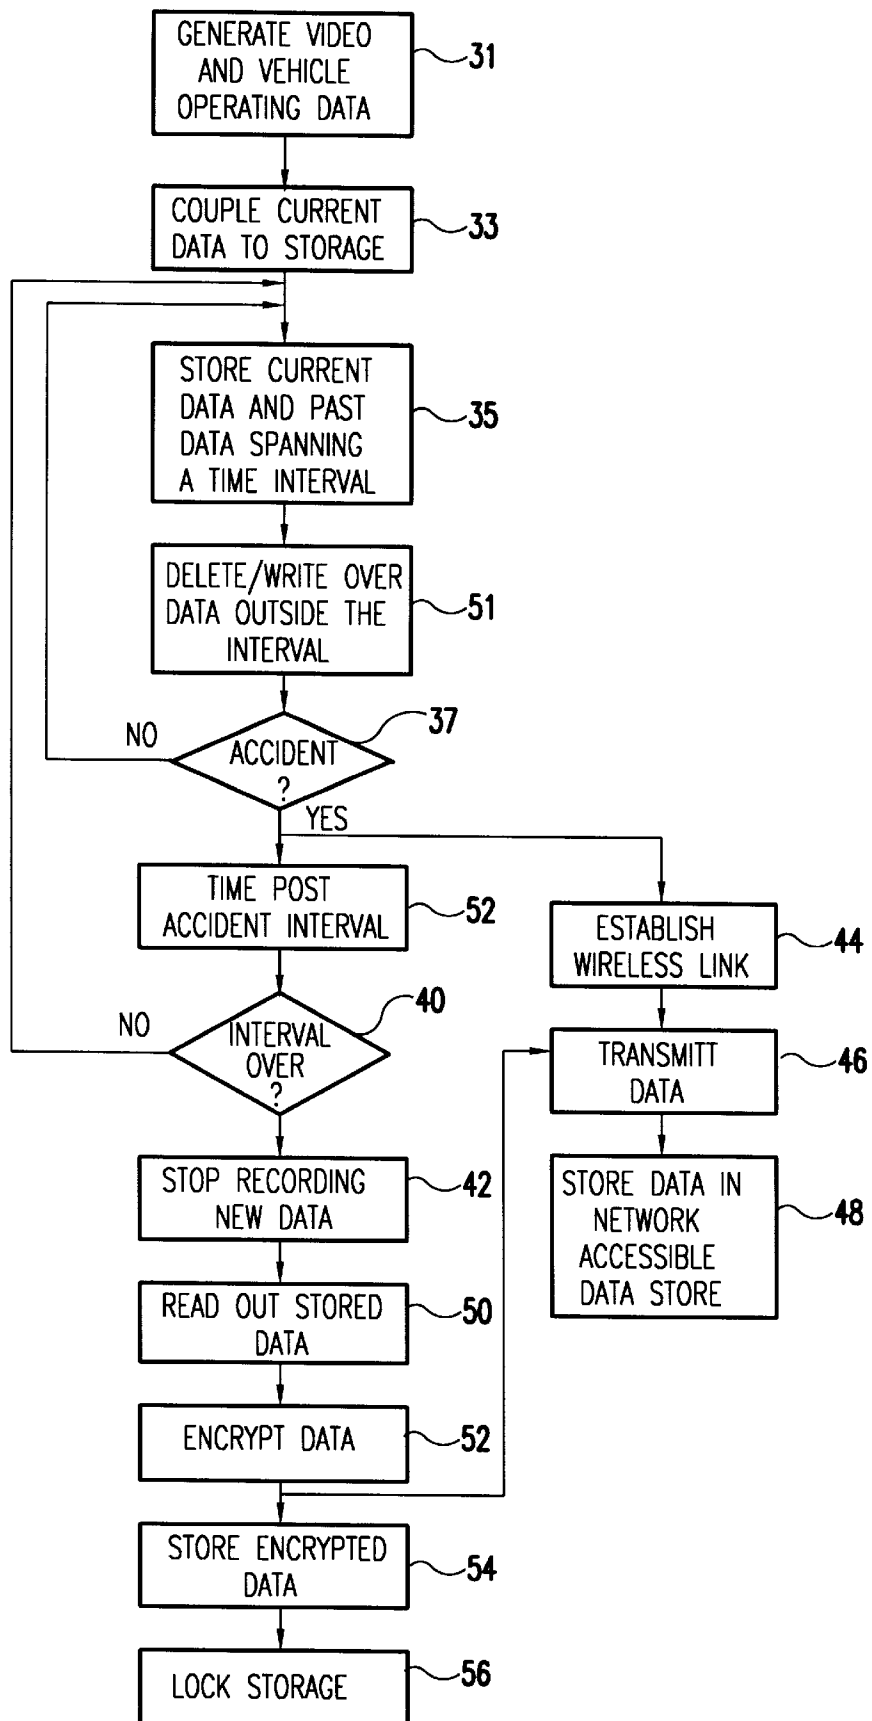 GENERATE VIDEO
AND VEHICLE
OPERATING DATA
31
COUPLE CURRENT
DATA TO STORAGE
33
STORE CURRENT
DATA AND PAST
DATA SPANNING
A TIME INTERVAL
35
DELETE/WRITE OVER
DATA OUTSIDE THE
INTERVAL
51
NO
ACCIDENT
?
37
YES
TIME POST
ACCIDENT INTERVAL
52
ESTABLISH
WIRELESS LINK
44
NO
INTERVAL
OVER
?
40
TRANSMITT
DATA
46
STOP RECORDING
NEW DATA
42
STORE DATA IN
NETWORK
ACCESSIBLE
DATA STORE
48
READ OUT STORED
DATA
50
ENCRYPT DATA
52
STORE ENCRYPTED
DATA
54
LOCK STORAGE
56